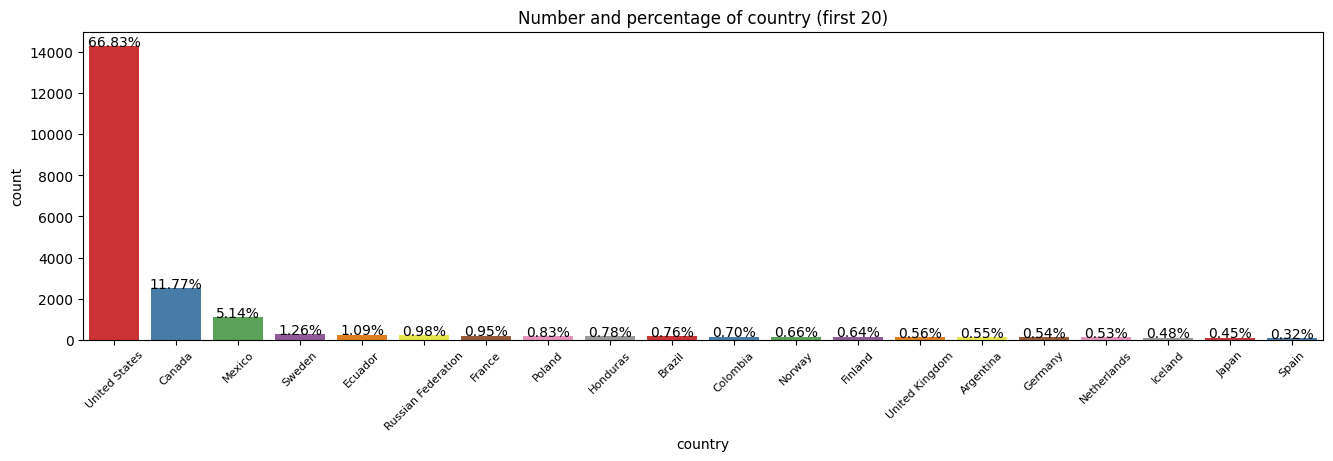 Number and percentage of country (first 20)
14000
12000
10000
8000
6000
4000
2000
0
count
66.83%
11.77%
5.14%
1.26%
1.09%
0.98%
0.95%
0.83%
0.78%
0.76%
0.70%
0.66%
0.64%
0.56%
0.55%
0.54%
0.53%
0.48%
0.45%
0.32%
United States
Canada
Mexico
Sweden
Ecuador
Russian Federation
France
Poland
Honduras
Brazil
Colombia
Norway
Finland
United Kingdom
Argentina
Germany
Netherlands
Iceland
Japan
Spain
country